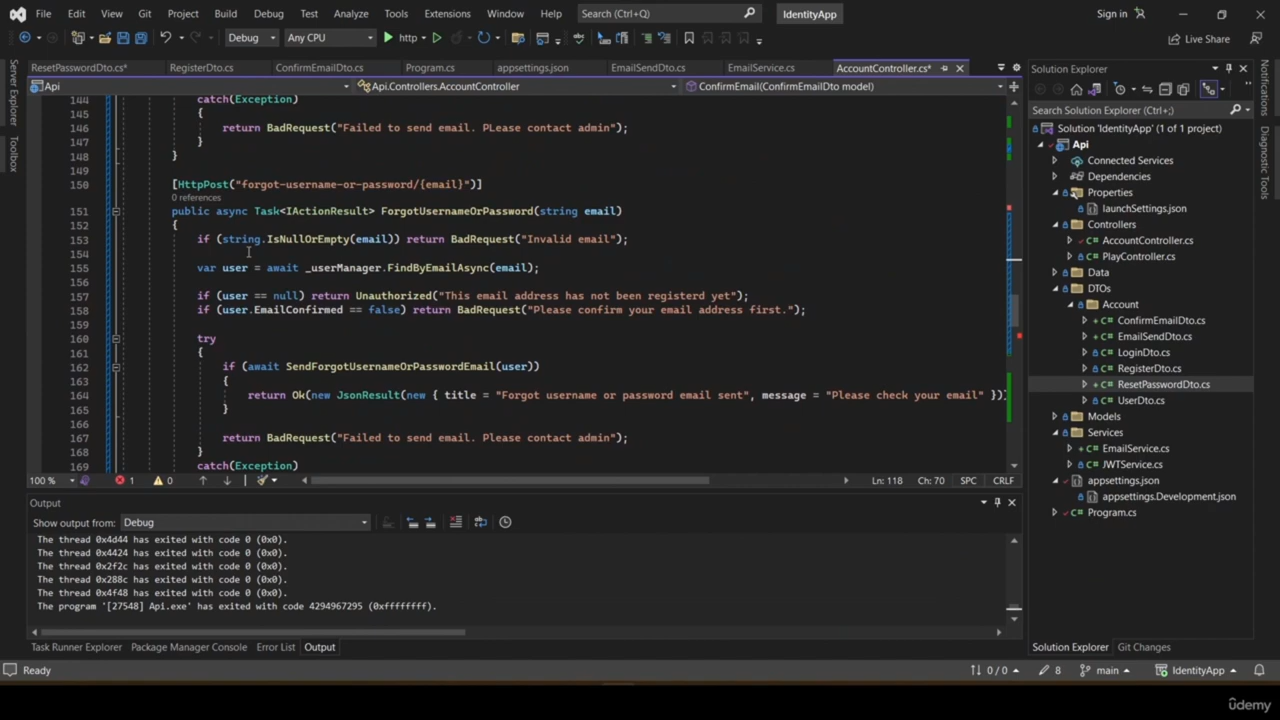 File Edit View Git Project Build Debug Test Analyze Tools Extensions Window Help Search (Ctrl+Q) IdentityApp Sign in
Debug Any CPU http Live Share
ResetPasswordDto.cs* RegisterDto.cs ConfirmEmailDto.cs Program.cs appsettings.json EmailSendDto.cs EmailService.cs AccountController.cs*
Api Api.Controllers.AccountController ConfirmEmail(ConfirmEmailDto model)
Server Explorer
Toolbox
144 catch(Exception)
145 {
146 return BadRequest("Failed to send email. PLease contact admin");
147 }
148 }
149
150 [HttpPost("forgot-username-or-password/{email}")]
0 references
151 public async Task<IActionResult> ForgotUsernameOrPassword(string email)
152 {
153 if (string.IsNullOrEmpty(email)) return BadRequest("Invalid email");
154
155 var user = await _userManager.FindByEmailAsync(email);
156
157 if (user == null) return Unauthorized("This email address has not been registerd yet");
158 if (user.EmailConfirmed == false) return BadRequest("Please confirm your email address first.");
159
160 try
161 {
162 if (await SendForgotUsernameOrPasswordEmail(user))
163 {
164 return Ok(new JsonResult(new { title = "Forgot username or password email sent", message = "Please check your email" })
165 }
166
167 return BadRequest("Failed to send email. Please contact admin");
168 }
169 catch(Exception)
100 % 1 0 Ln: 118 Ch: 70 SPC CRLF
Output
Show output from: Debug
The thread 0x4d44 has exited with code 0 (0x0).
The thread 0x4424 has exited with code 0 (0x0).
The thread 0x2f2c has exited with code 0 (0x0).
The thread 0x288c has exited with code 0 (0x0).
The thread 0x4f48 has exited with code 0 (0x0).
The program '[27548] Api.exe' has exited with code 4294967295 (0xffffffff).
Task Runner Explorer Package Manager Console Error List Output
Solution Explorer
Search Solution Explorer (Ctrl+;)
Solution 'IdentityApp' (1 of 1 project)
Api
Connected Services
Dependencies
Properties
launchSettings.json
Controllers
AccountController.cs
PlayController.cs
Data
DTOs
Account
ConfirmEmailDto.cs
EmailSendDto.cs
LoginDto.cs
RegisterDto.cs
ResetPasswordDto.cs
UserDto.cs
Models
Services
EmailService.cs
JWTService.cs
appsettings.json
appsettings.Development.json
Program.cs
Solution Explorer Git Changes
Notifications
Diagnostic Tools
Ready 0 / 0 8 main IdentityApp
ûdemy